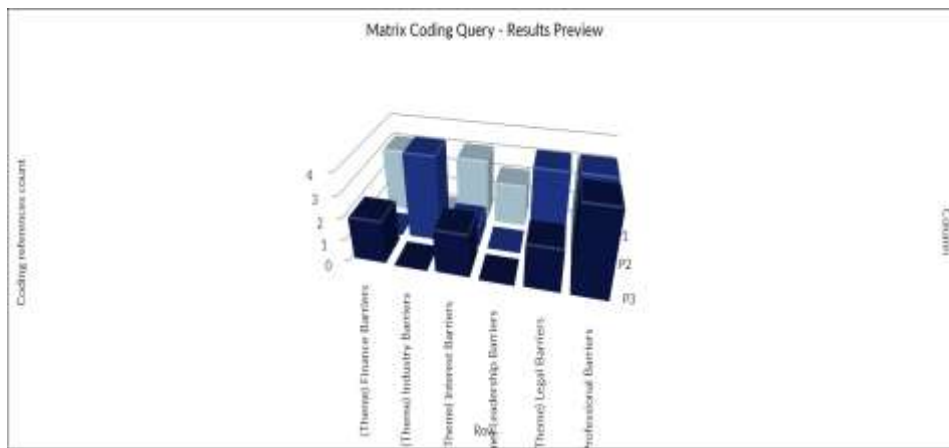 Matrix Coding Query - Results Preview
Coding references count
4
3
2
1
0
1
P2
P3
(Theme) Finance Barriers
(Theme) Industry Barriers
Theme) Interest Barriers
Leadership Barriers
Theme) Legal Barriers
Professional Barriers
Row